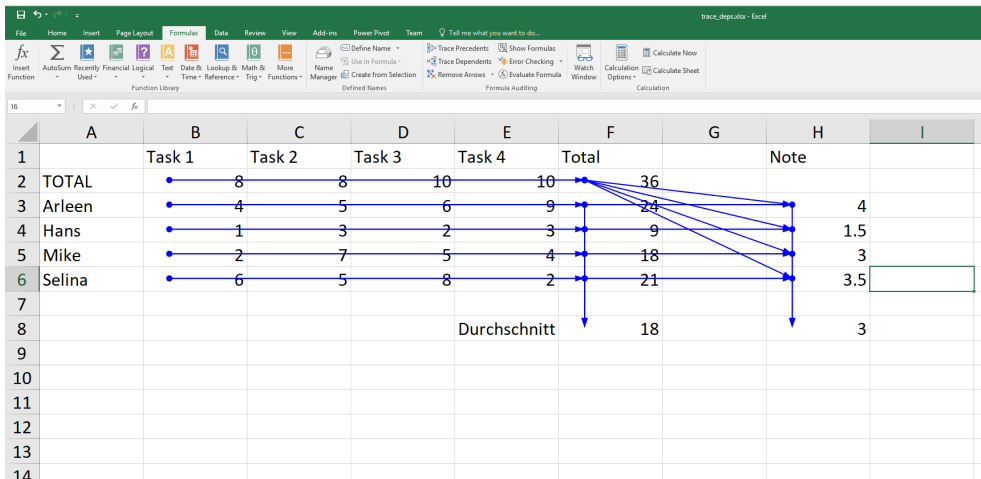 trace_deps.xlsx - Excel
File Home Insert Page Layout Formulas Data Review View Add-ins Power Pivot Team Tell me what you want to do...
fx Insert Function
Σ AutoSum
Recently Used
Financial
Logical
Text
Date & Time
Lookup & Reference
Math & Trig
More Functions
Function Library
Name Manager
Define Name
Use in Formula
Create from Selection
Defined Names
Trace Precedents
Trace Dependents
Remove Arrows
Show Formulas
Error Checking
Evaluate Formula
Formula Auditing
Watch Window
Calculation Options
Calculate Now
Calculate Sheet
Calculation
I6 fx
A B C D E F G H I
1 Task 1 Task 2 Task 3 Task 4 Total Note
2 TOTAL 8 8 10 10 36
3 Arleen 4 5 6 9 24 4
4 Hans 1 3 2 3 9 1.5
5 Mike 2 7 5 4 18 3
6 Selina 6 5 8 2 21 3.5
7
8 Durchschnitt 18 3
9
10
11
12
13
14